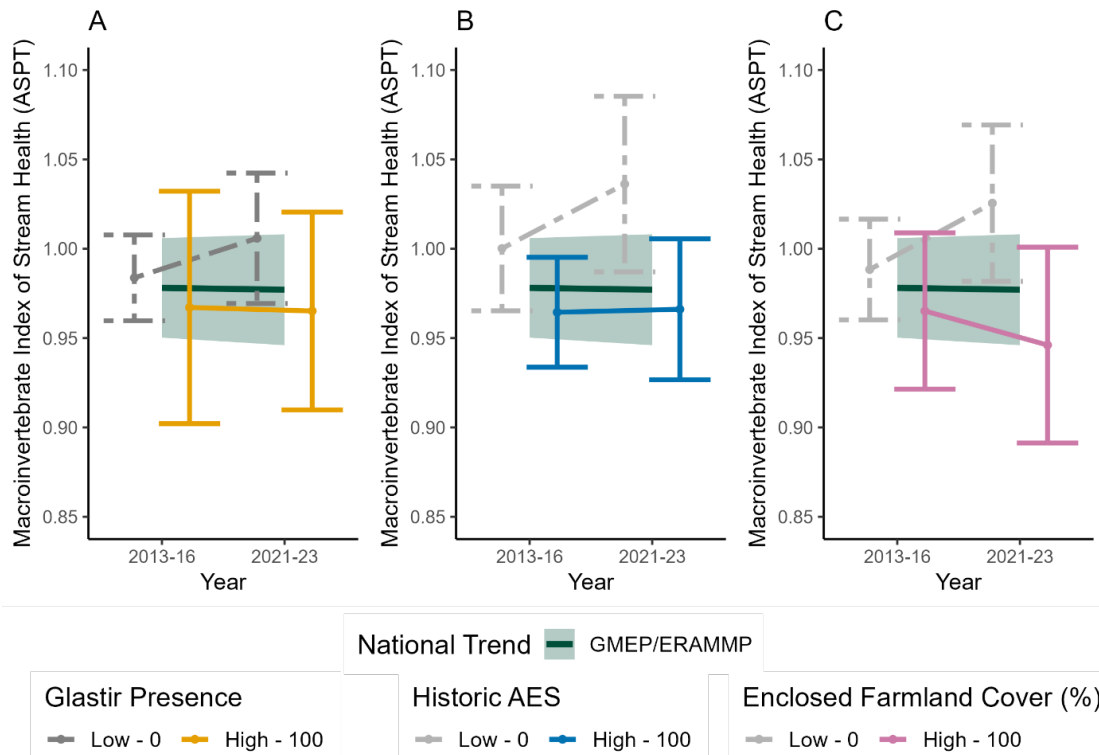 A
B
C
Macroinvertebrate Index of Stream Health (ASPT)
1.10
1.05
1.00
0.95
0.90
0.85
2013-16
2021-23
Year
Macroinvertebrate Index of Stream Health (ASPT)
1.10
1.05
1.00
0.95
0.90
0.85
2013-16
2021-23
Year
Macroinvertebrate Index of Stream Health (ASPT)
1.10
1.05
1.00
0.95
0.90
0.85
2013-16
2021-23
Year
National Trend GMEP/ERAMMP
Glastir Presence
Low - 0 High - 100
Historic AES
Low - 0 High - 100
Enclosed Farmland Cover (%)
Low - 0 High - 100